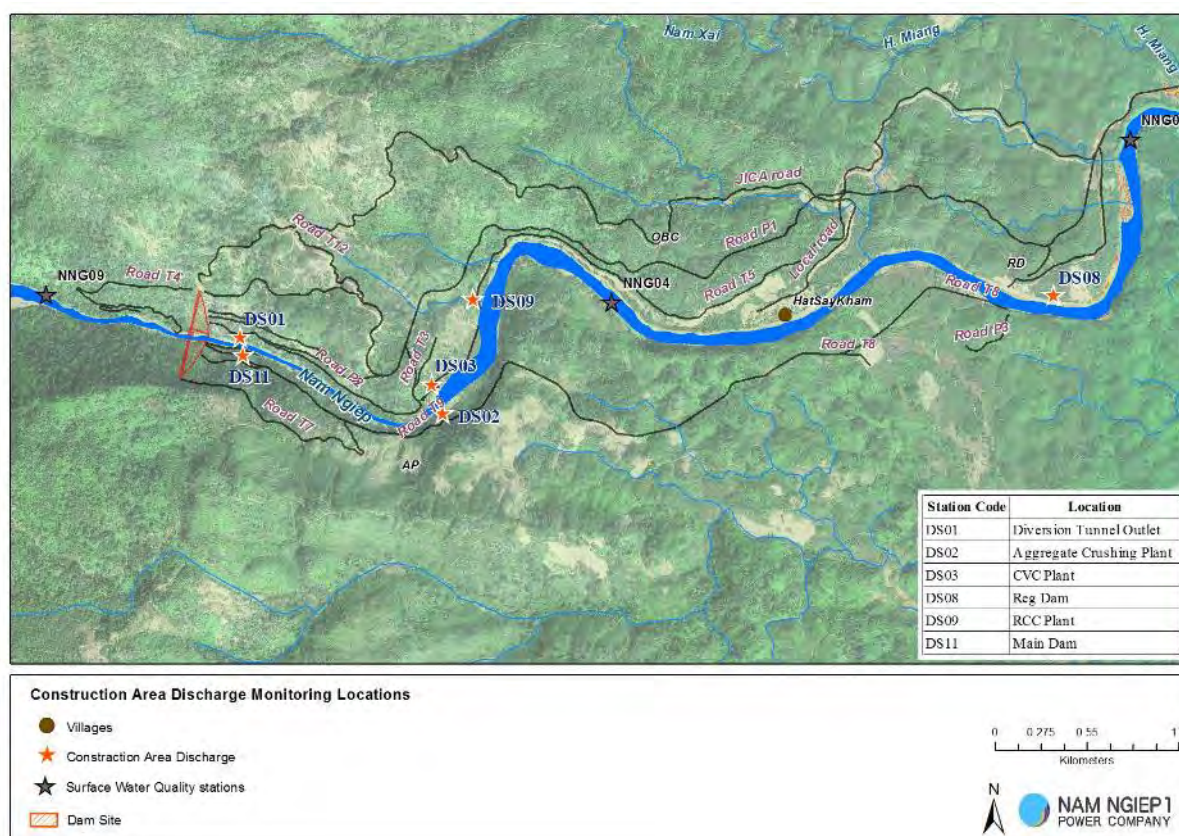 Nam Xai
H. Miang
H. Miang
NNG0
JICA road
Road T12
OBC
Road P1
Local road
RD
NNG09
Road T4
DS09
NNG04
Road T5
HatSayKham
Road T8
DS08
DS01
Road T3
Road P3
DS11
Road P2
DS03
Road T8
Nam Ngiep
Road T9
DS02
Road T7
AP
Station Code Location
DS01 Diversion Tunnel Outlet
DS02 Aggregate Crushing Plant
DS03 CVC Plant
DS08 Reg Dam
DS09 RCC Plant
DS11 Main Dam
Construction Area Discharge Monitoring Locations
Villages
Constraction Area Discharge
Surface Water Quality stations
Dam Site
0 0.275 0.55 1
Kilometers
N
NAM NGIEP1
POWER COMPANY